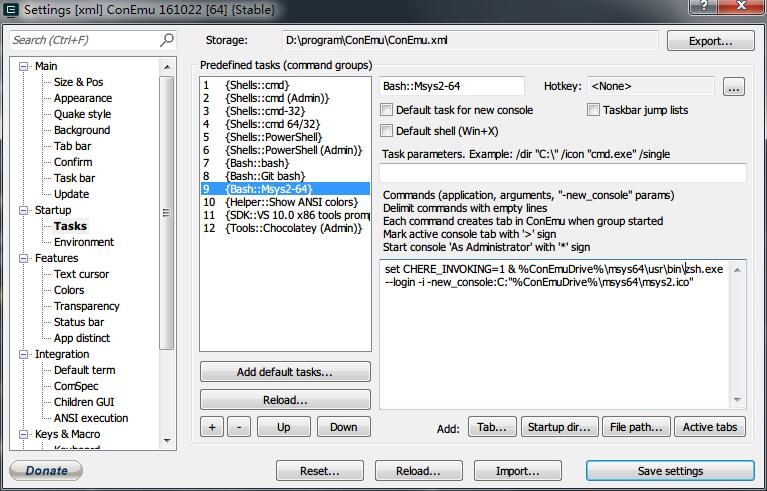 Settings [xml] ConEmu 161022 [64] {Stable}
Search (Ctrl+F)
Storage:
D:\program\ConEmu\ConEmu.xml
Export...
Main
Size & Pos
Appearance
Quake style
Background
Tab bar
Confirm
Task bar
Update
Startup
Tasks
Environment
Features
Text cursor
Colors
Transparency
Status bar
App distinct
Integration
Default term
ComSpec
Children GUI
ANSI execution
Keys & Macro
Predefined tasks (command groups)
1 {Shells::cmd}
2 {Shells::cmd (Admin)}
3 {Shells::cmd-32}
4 {Shells::cmd 64/32}
5 {Shells::PowerShell}
6 {Shells::PowerShell (Admin)}
7 {Bash::bash}
8 {Bash::Git bash}
9 {Bash::Msys2-64}
10 {Helper::Show ANSI colors}
11 {SDK::VS 10.0 x86 tools prom
12 {Tools::Chocolatey (Admin)}
Add default tasks...
Reload...
+ - Up Down
Bash::Msys2-64
Hotkey: <None> ...
Default task for new console
Taskbar jump lists
Default shell (Win+X)
Task parameters. Example: /dir "C:\" /icon "cmd.exe" /single
Commands (application, arguments, "-new_console" params)
Delimit commands with empty lines
Each command creates tab in ConEmu when group started
Mark active console tab with '>' sign
Start console 'As Administrator' with '*' sign
set CHERE_INVOKING=1 & %ConEmuDrive%\msys64\usr\bin\zsh.exe
--login -i -new_console:C:"%ConEmuDrive%\msys64\msys2.ico"
Add: Tab... Startup dir... File path... Active tabs
Donate
Reset...
Reload...
Import...
Save settings